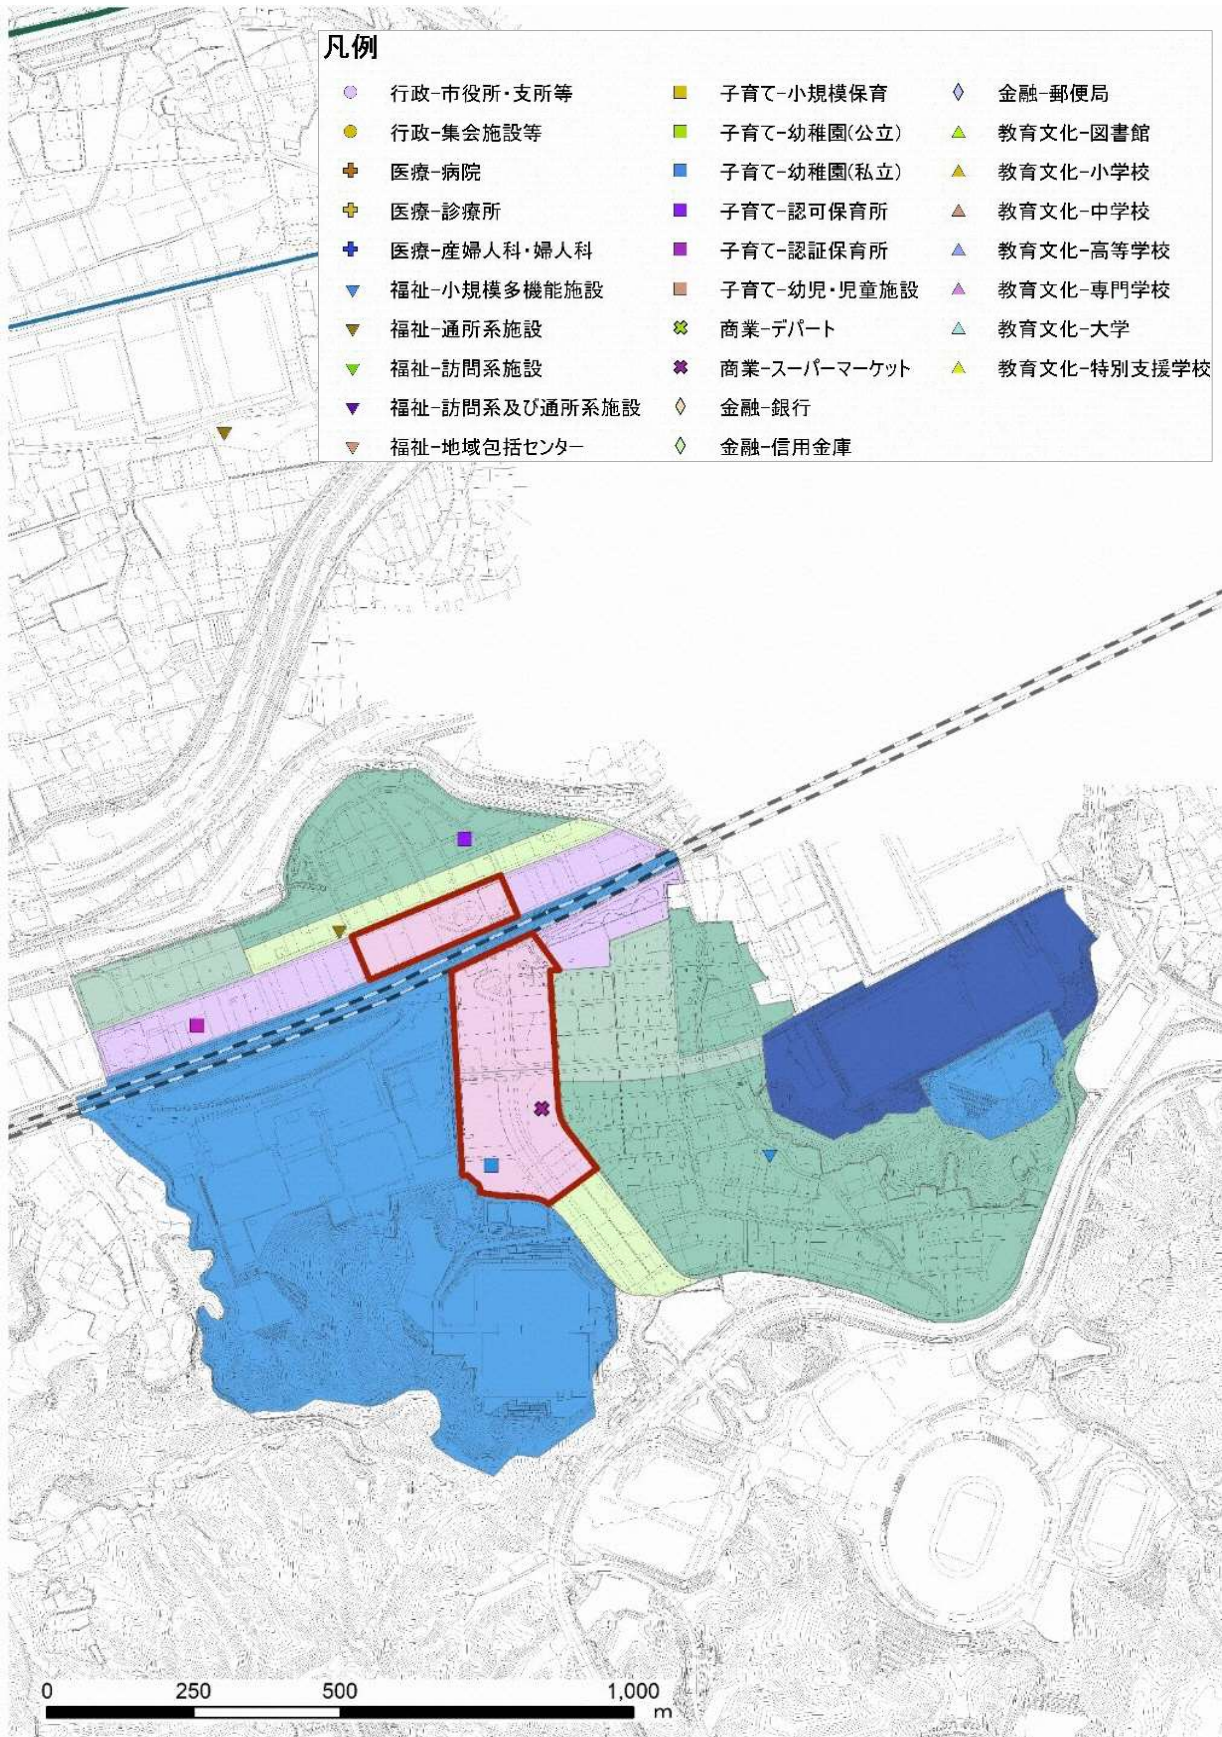 凡例
行政-市役所・支所等
行政-集会施設等
医療-病院
医療-診療所
医療-産婦人科・婦人科
福祉-小規模多機能施設
福祉-通所系施設
福祉-訪問系施設
福祉-訪問系及び通所系施設
福祉-地域包括センター
子育て-小規模保育
子育て-幼稚園(公立)
子育て-幼稚園(私立)
子育て-認可保育所
子育て-認証保育所
子育て-幼児・児童施設
商業-デパート
商業-スーパーマーケット
金融-銀行
金融-信用金庫
金融-郵便局
教育文化-図書館
教育文化-小学校
教育文化-中学校
教育文化-高等学校
教育文化-専門学校
教育文化-大学
教育文化-特別支援学校
0 250 500 1,000
m